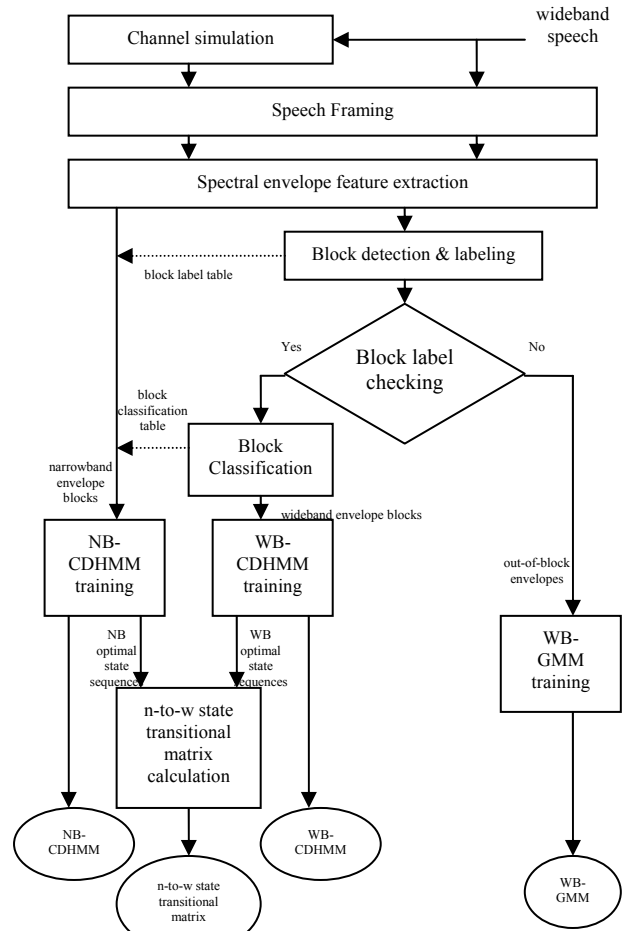 wideband
speech
Channel simulation
Speech Framing
Spectral envelope feature extraction
Block detection & labeling
block label table
Yes
No
Block label
checking
block
classification
table
Block
Classification
narrowband
envelope
blocks
wideband envelope blocks
NB-
CDHMM
training
WB-
CDHMM
training
out-of-block
envelopes
NB
optimal
state
sequences
WB
optimal
state
sequences
WB-
GMM
training
n-to-w state
transitional
matrix
calculation
NB-
CDHMM
WB-
CDHMM
n-to-w state
transitional
matrix
WB-
GMM